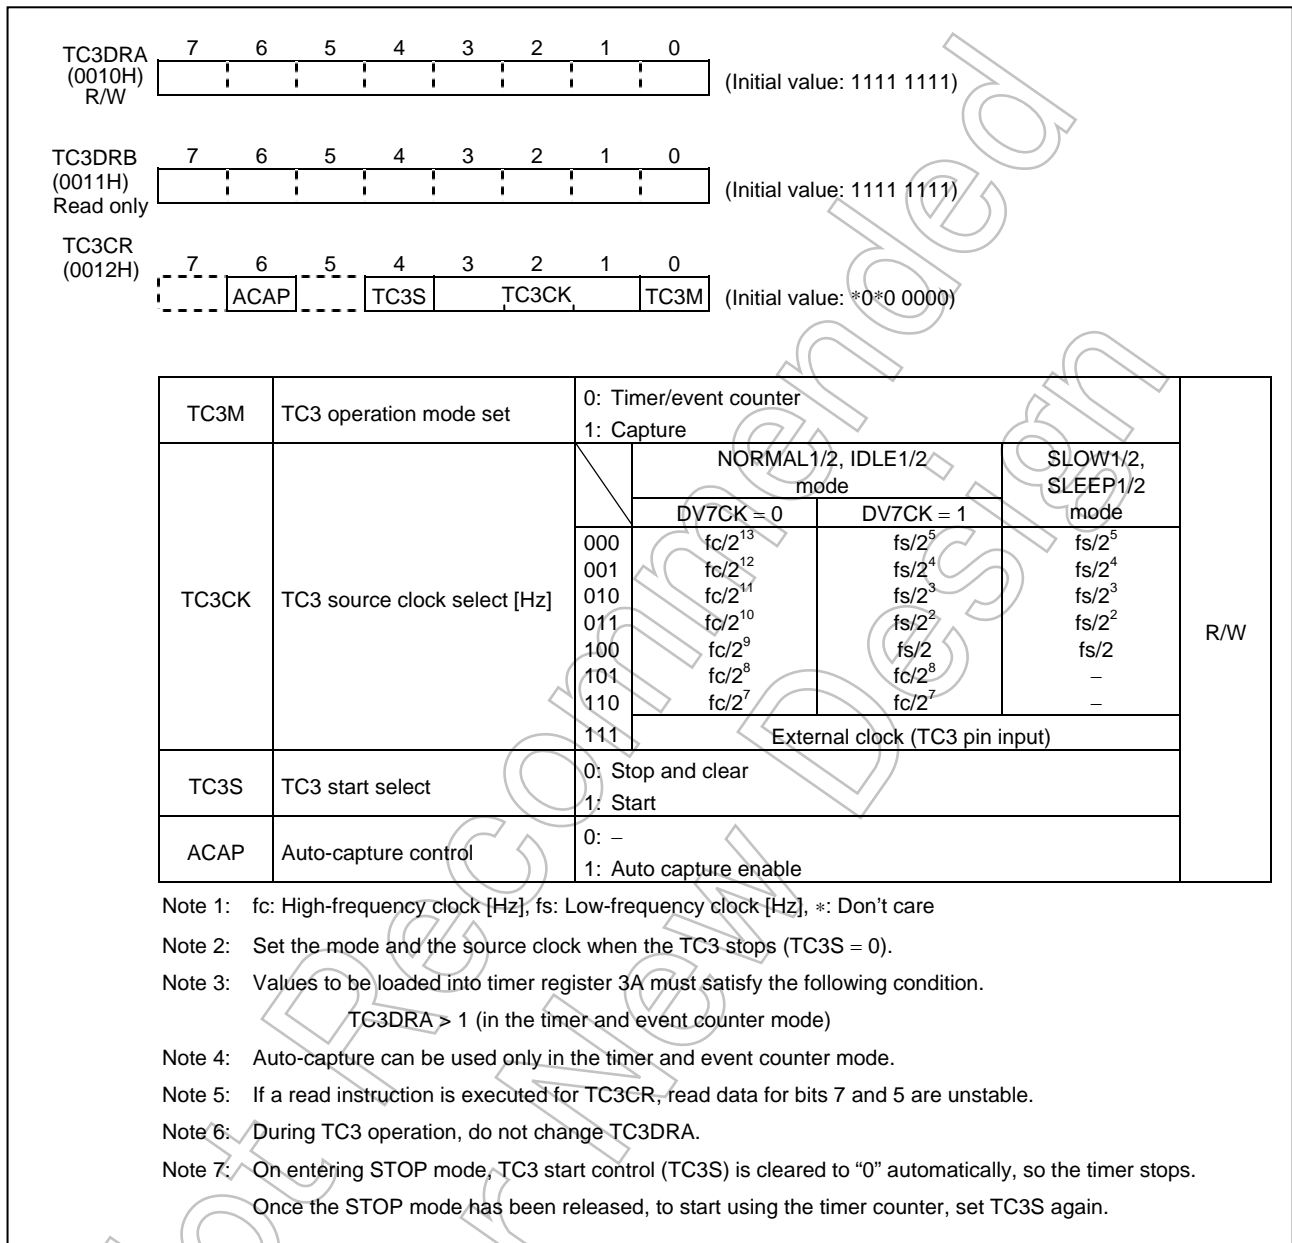 TC3DRA 7 6 5 4 3 2 1 0
(0010H)
R/W
(Initial value: 1111 1111)
TC3DRB 7 6 5 4 3 2 1 0
(0011H)
Read only
(Initial value: 1111 1111)
TC3CR
(0012H) 7 6 5 4 3 2 1 0
ACAP TC3S TC3CK TC3M (Initial value: *0*0 0000)
TC3M TC3 operation mode set 0: Timer/event counter
1: Capture
NORMAL1/2, IDLE1/2 mode SLOW1/2, SLEEP1/2 mode
DV7CK = 0 DV7CK = 1
TC3CK TC3 source clock select [Hz]
000 fc/2^13 fs/2^5 fs/2^5
001 fc/2^12 fs/2^4 fs/2^4
010 fc/2^11 fs/2^3 fs/2^3
011 fc/2^10 fs/2^2 fs/2^2
100 fc/2^9 fs/2 fs/2
101 fc/2^8 fc/2^8 –
110 fc/2^7 fc/2^7 –
111 External clock (TC3 pin input)
R/W
TC3S TC3 start select 0: Stop and clear
1: Start
ACAP Auto-capture control 0: –
1: Auto capture enable
Note 1: fc: High-frequency clock [Hz], fs: Low-frequency clock [Hz], *: Don't care
Note 2: Set the mode and the source clock when the TC3 stops (TC3S = 0).
Note 3: Values to be loaded into timer register 3A must satisfy the following condition.
TC3DRA > 1 (in the timer and event counter mode)
Note 4: Auto-capture can be used only in the timer and event counter mode.
Note 5: If a read instruction is executed for TC3CR, read data for bits 7 and 5 are unstable.
Note 6: During TC3 operation, do not change TC3DRA.
Note 7: On entering STOP mode, TC3 start control (TC3S) is cleared to “0” automatically, so the timer stops.
Once the STOP mode has been released, to start using the timer counter, set TC3S again.
Not Recommended
for New Design